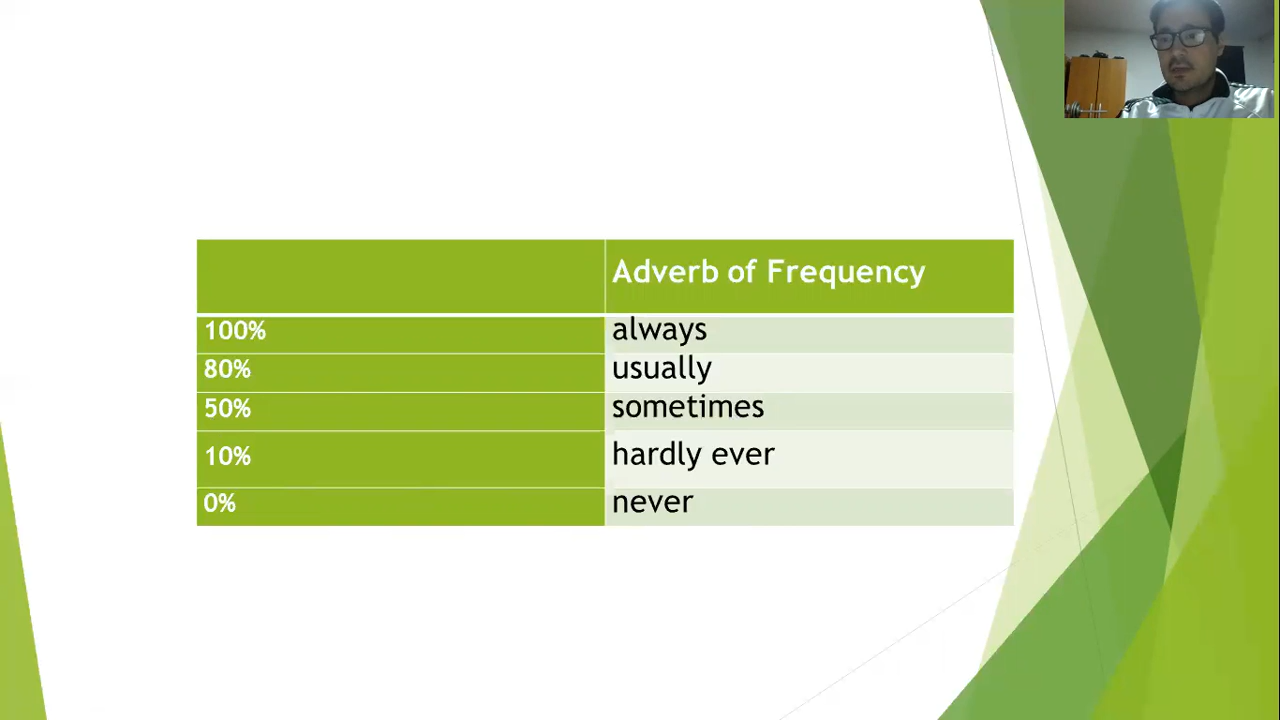 Adverb of Frequency
100% always
80% usually
50% sometimes
10% hardly ever
0% never